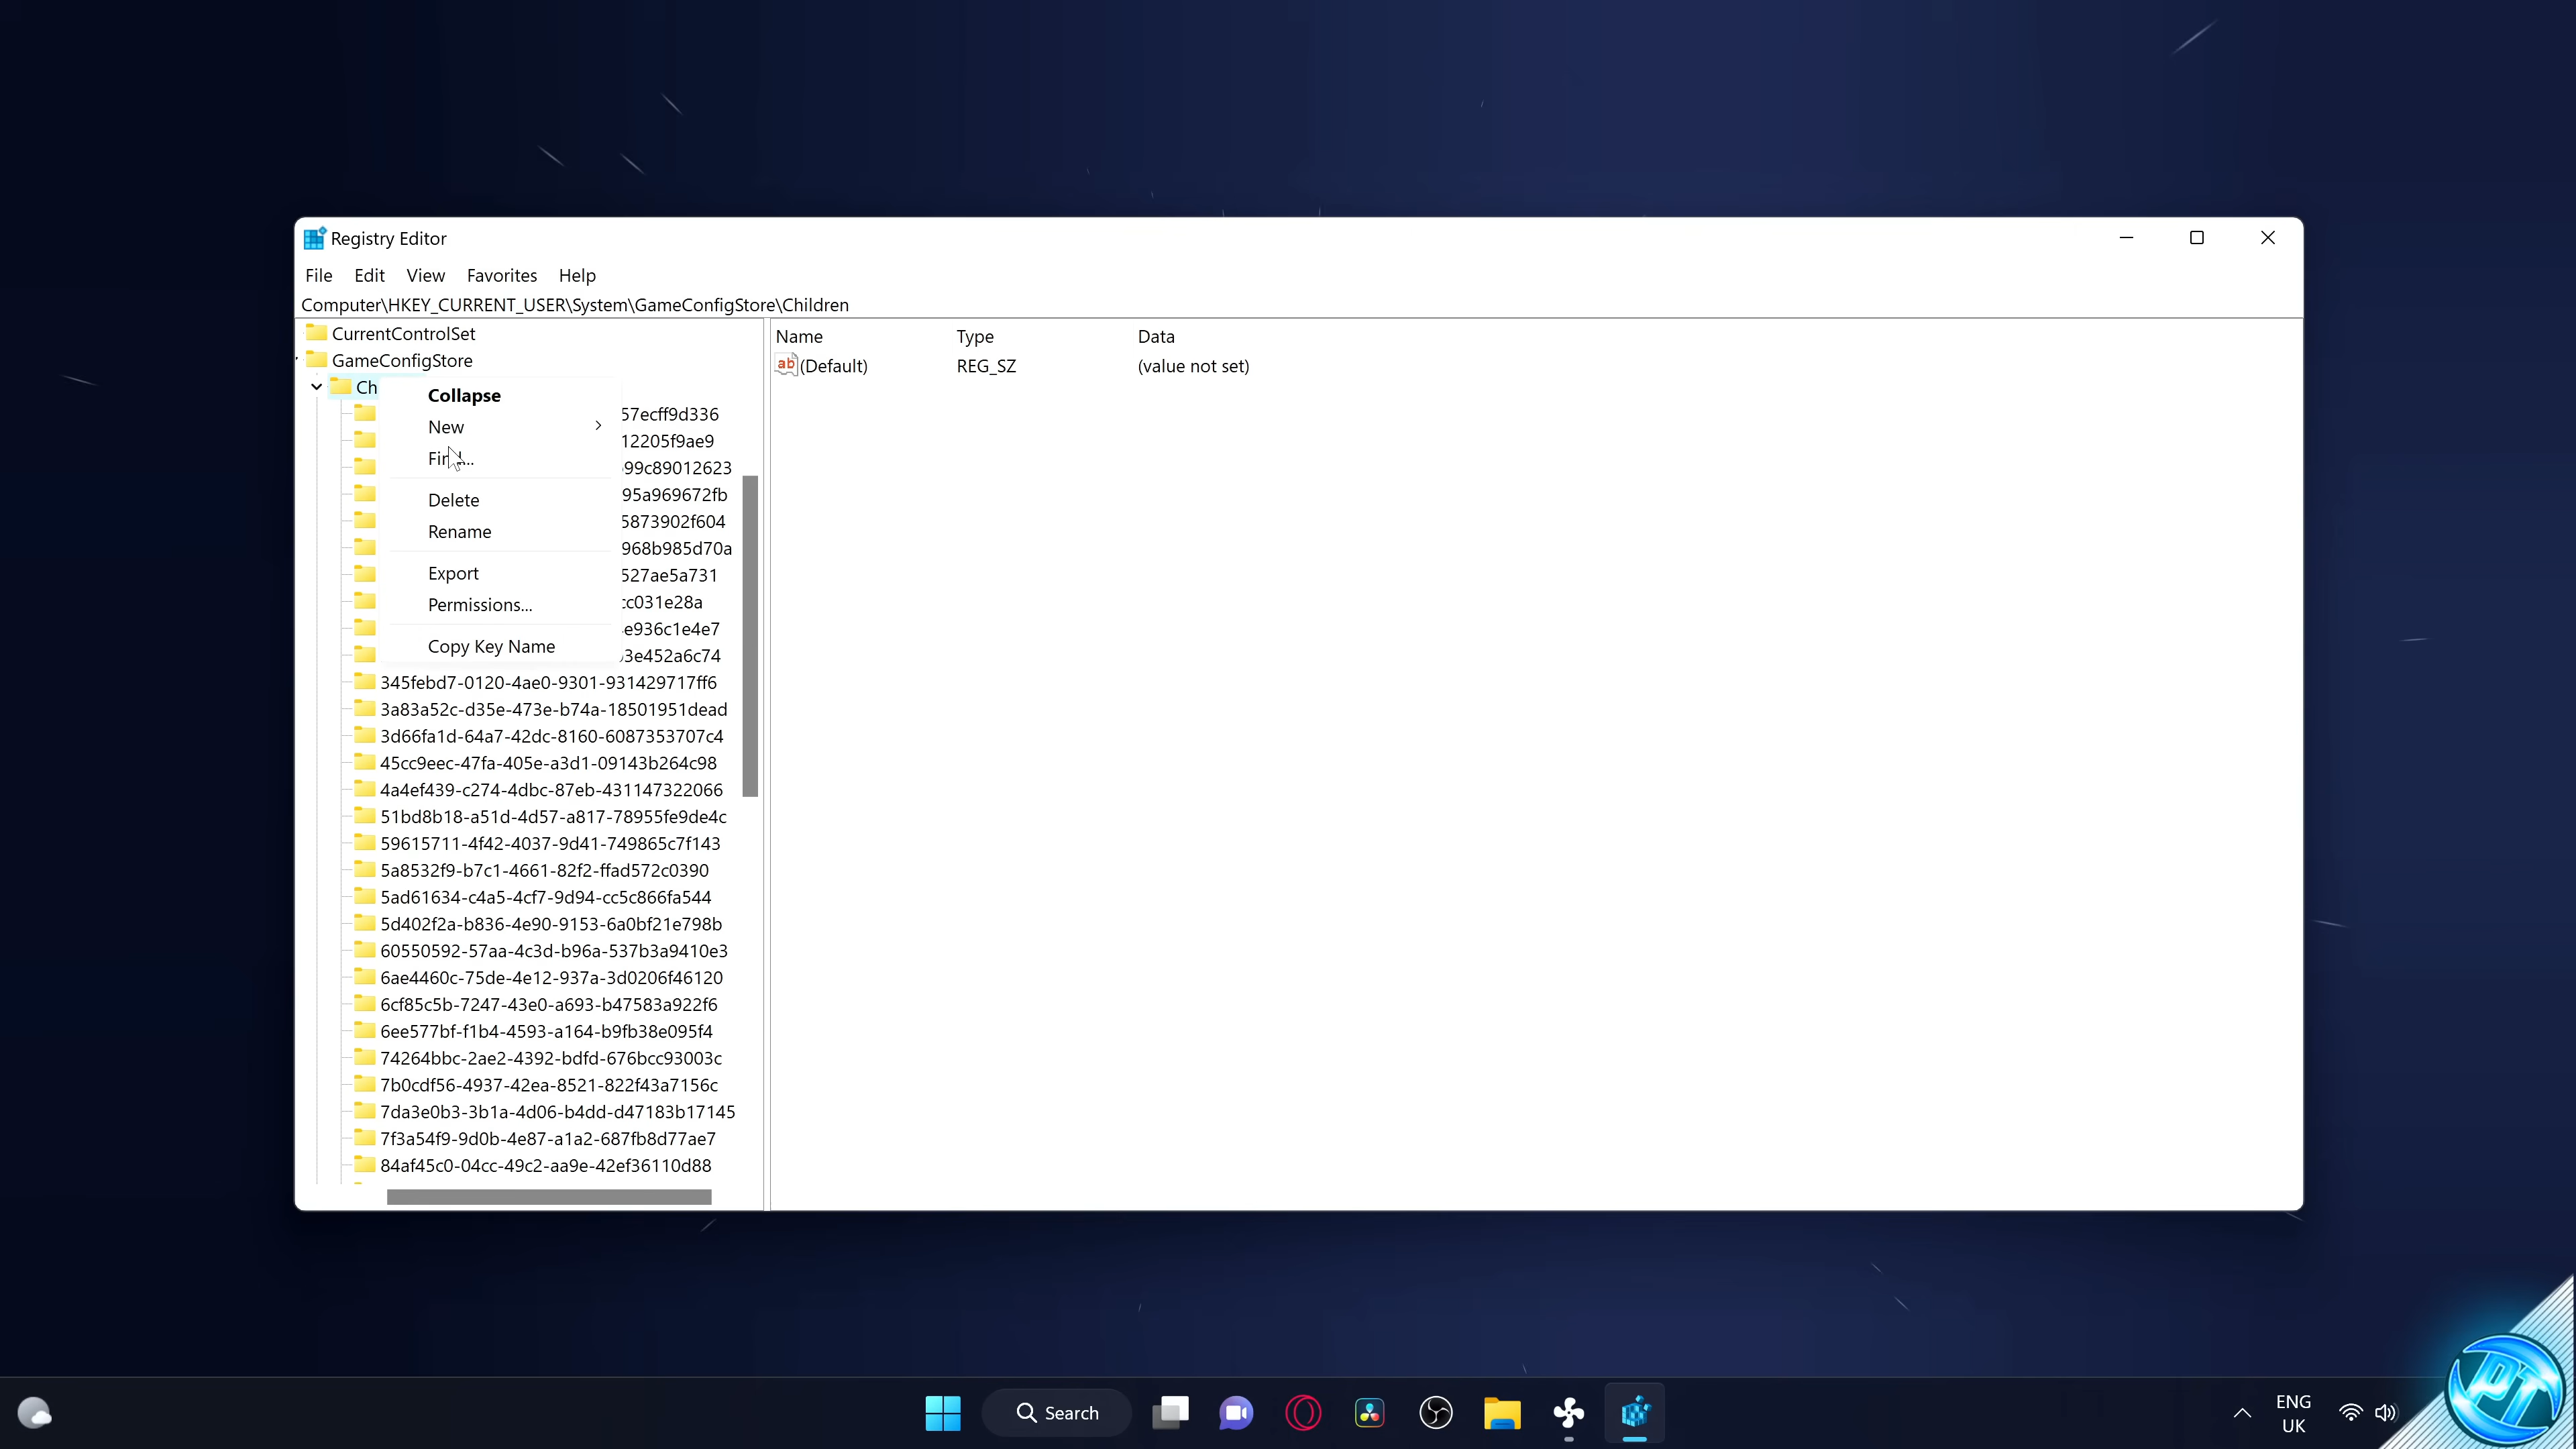 Registry Editor
File Edit View Favorites Help
Computer\HKEY_CURRENT_USER\System\GameConfigStore\Children
CurrentControlSet
GameConfigStore
Ch
Collapse
New
Delete
Rename
Export
Permissions...
Copy Key Name
57ecff9d336
12205f9ae9
99c89012623
95a969672fb
5873902f604
968b985d70a
527ae5a731
cc031e28a
e936c1e4e7
3e452a6c74
345febd7-0120-4ae0-9301-931429717ff6
3a83a52c-d35e-473e-b74a-18501951dead
3d66fa1d-64a7-42dc-8160-6087353707c4
45cc9eec-47fa-405e-a3d1-09143b264c98
4a4ef439-c274-4dbc-87eb-431147322066
51bd8b18-a51d-4d57-a817-78955fe9de4c
59615711-4f42-4037-9d41-749865c7f143
5a8532f9-b7c1-4661-82f2-ffad572c0390
5ad61634-c4a5-4cf7-9d94-cc5c866fa544
5d402f2a-b836-4e90-9153-6a0bf21e798b
60550592-57aa-4c3d-b96a-537b3a9410e3
6ae4460c-75de-4e12-937a-3d0206f46120
6cf85c5b-7247-43e0-a693-b47583a922f6
6ee577bf-f1b4-4593-a164-b9fb38e095f4
74264bbc-2ae2-4392-bdfd-676bcc93003c
7b0cdf56-4937-42ea-8521-822f43a7156c
7da3e0b3-3b1a-4d06-b4dd-d47183b17145
7f3a54f9-9d0b-4e87-a1a2-687fb8d77ae7
84af45c0-04cc-49c2-aa9e-42ef36110d88
Name Type Data
ab (Default) REG_SZ (value not set)
Search
ENG
UK
PT